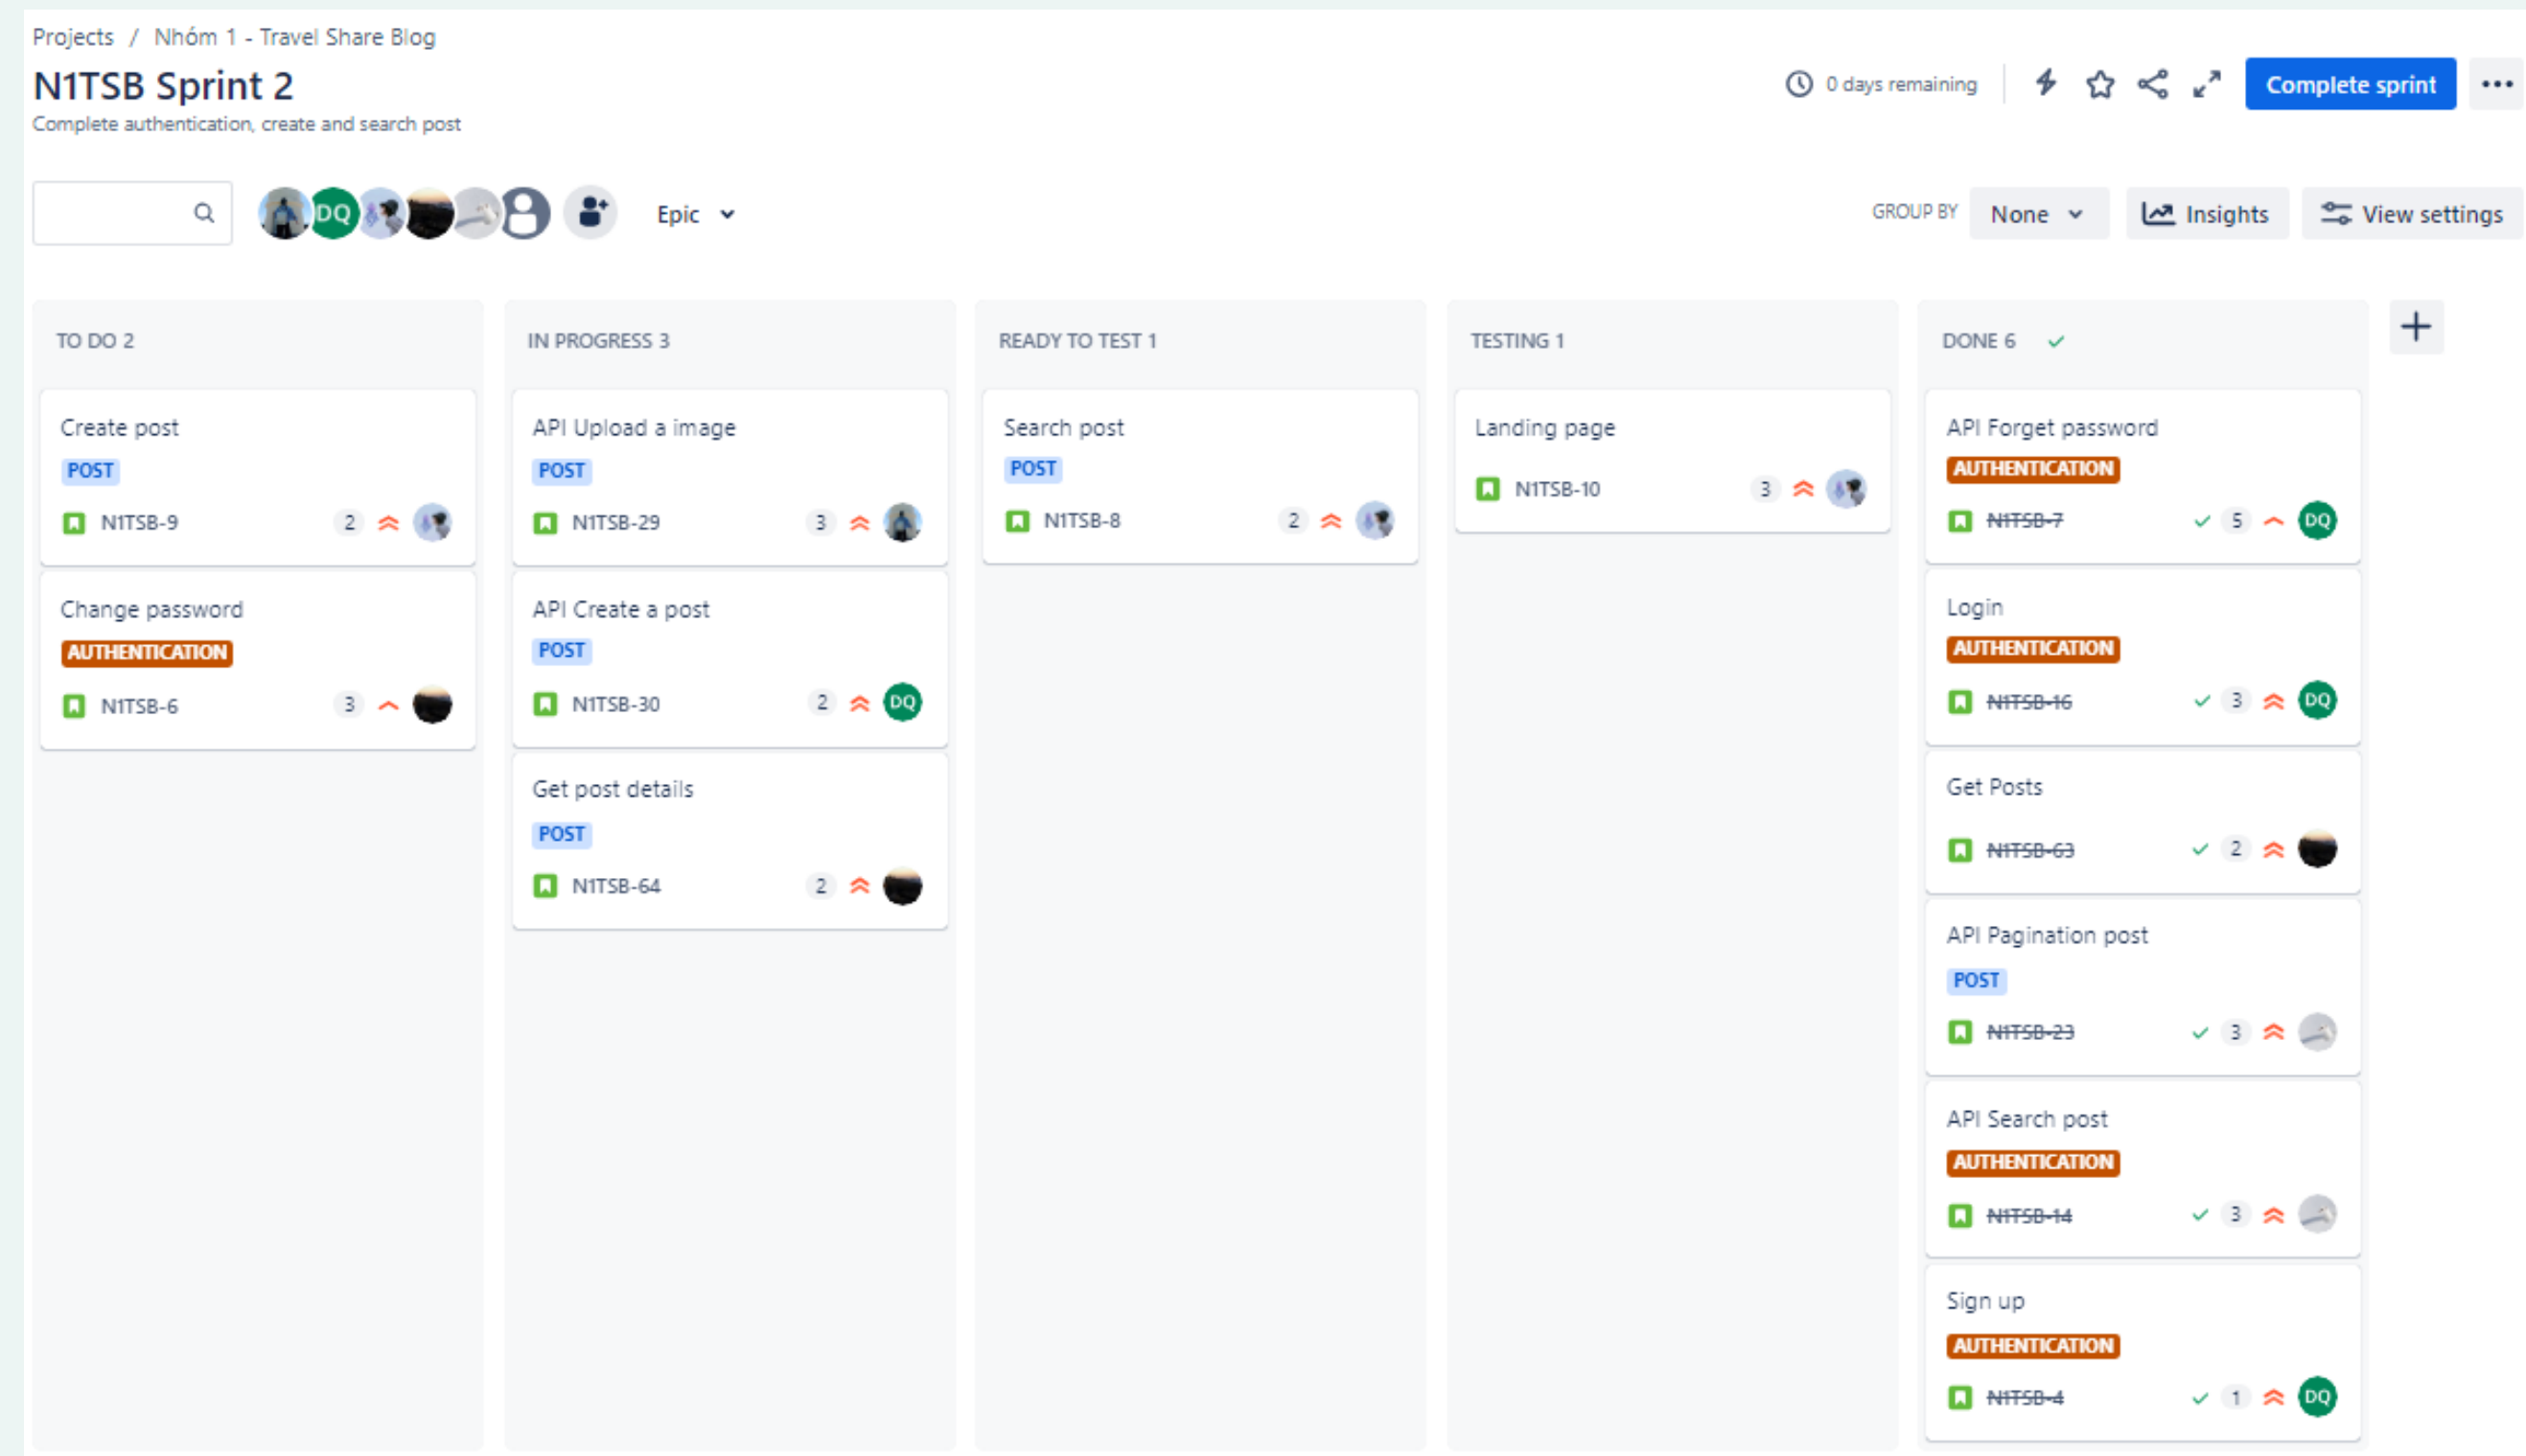 Projects / Nhóm 1 - Travel Share Blog
N1TSB Sprint 2
Complete authentication, create and search post
0 days remaining
Complete sprint
DQ
Epic
GROUP BY
None
Insights
View settings
TO DO 2
Create post
POST
N1TSB-9
2
Change password
AUTHENTICATION
N1TSB-6
3
IN PROGRESS 3
API Upload a image
POST
N1TSB-29
3
API Create a post
POST
N1TSB-30
2
DQ
Get post details
POST
N1TSB-64
2
READY TO TEST 1
Search post
POST
N1TSB-8
2
TESTING 1
Landing page
N1TSB-10
3
DONE 6
API Forget password
AUTHENTICATION
N1TSB-7
5
DQ
Login
AUTHENTICATION
N1TSB-16
3
DQ
Get Posts
N1TSB-63
2
API Pagination post
POST
N1TSB-23
3
API Search post
AUTHENTICATION
N1TSB-14
3
Sign up
AUTHENTICATION
N1TSB-4
1
DQ